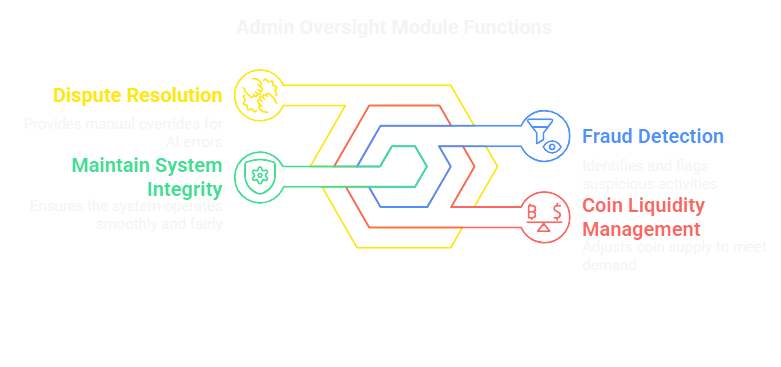 Admin Oversight Module Functions
Dispute Resolution
Provides manual overrides for
AI errors
Maintain System
Integrity
Ensures the system operates
smoothly and fairly
Fraud Detection
Identifies and flags
suspicious activities
Coin Liquidity
Management
Adjusts coin supply to meet
demand